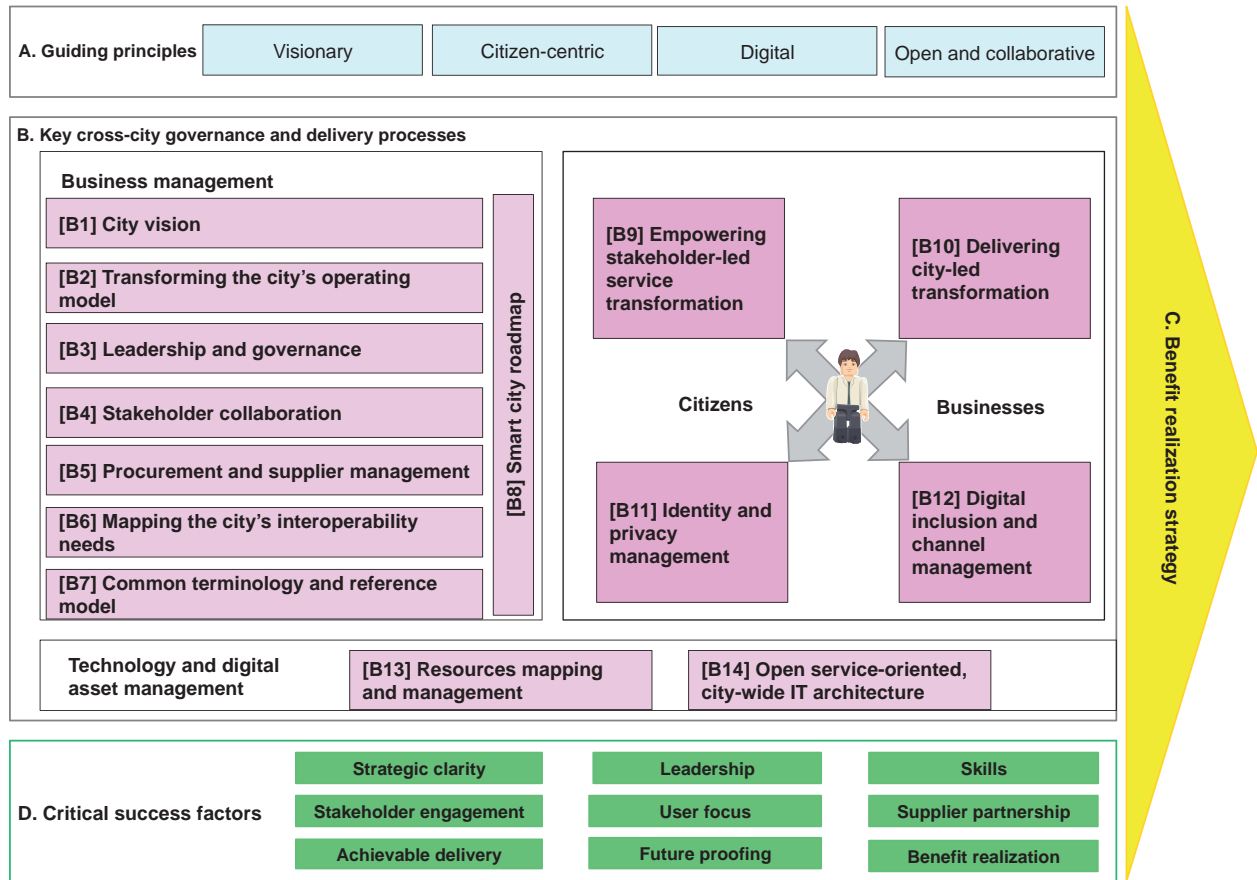 A. Guiding principles
Visionary
Citizen-centric
Digital
Open and collaborative
B. Key cross-city governance and delivery processes
Business management
[B1] City vision
[B2] Transforming the city’s operating
model
[B3] Leadership and governance
[B4] Stakeholder collaboration
[B5] Procurement and supplier management
[B6] Mapping the city’s interoperability
needs
[B7] Common terminology and reference
model
[B8] Smart city roadmap
[B9] Empowering
stakeholder-led
service
transformation
[B10] Delivering
city-led
transformation
Citizens
Businesses
[B11] Identity and
privacy
management
[B12] Digital
inclusion and
channel
management
Technology and digital
asset management
[B13] Resources mapping
and management
[B14] Open service-oriented,
city-wide IT architecture
C. Benefit realization strategy
D. Critical success factors
Strategic clarity
Leadership
Skills
Stakeholder engagement
User focus
Supplier partnership
Achievable delivery
Future proofing
Benefit realization